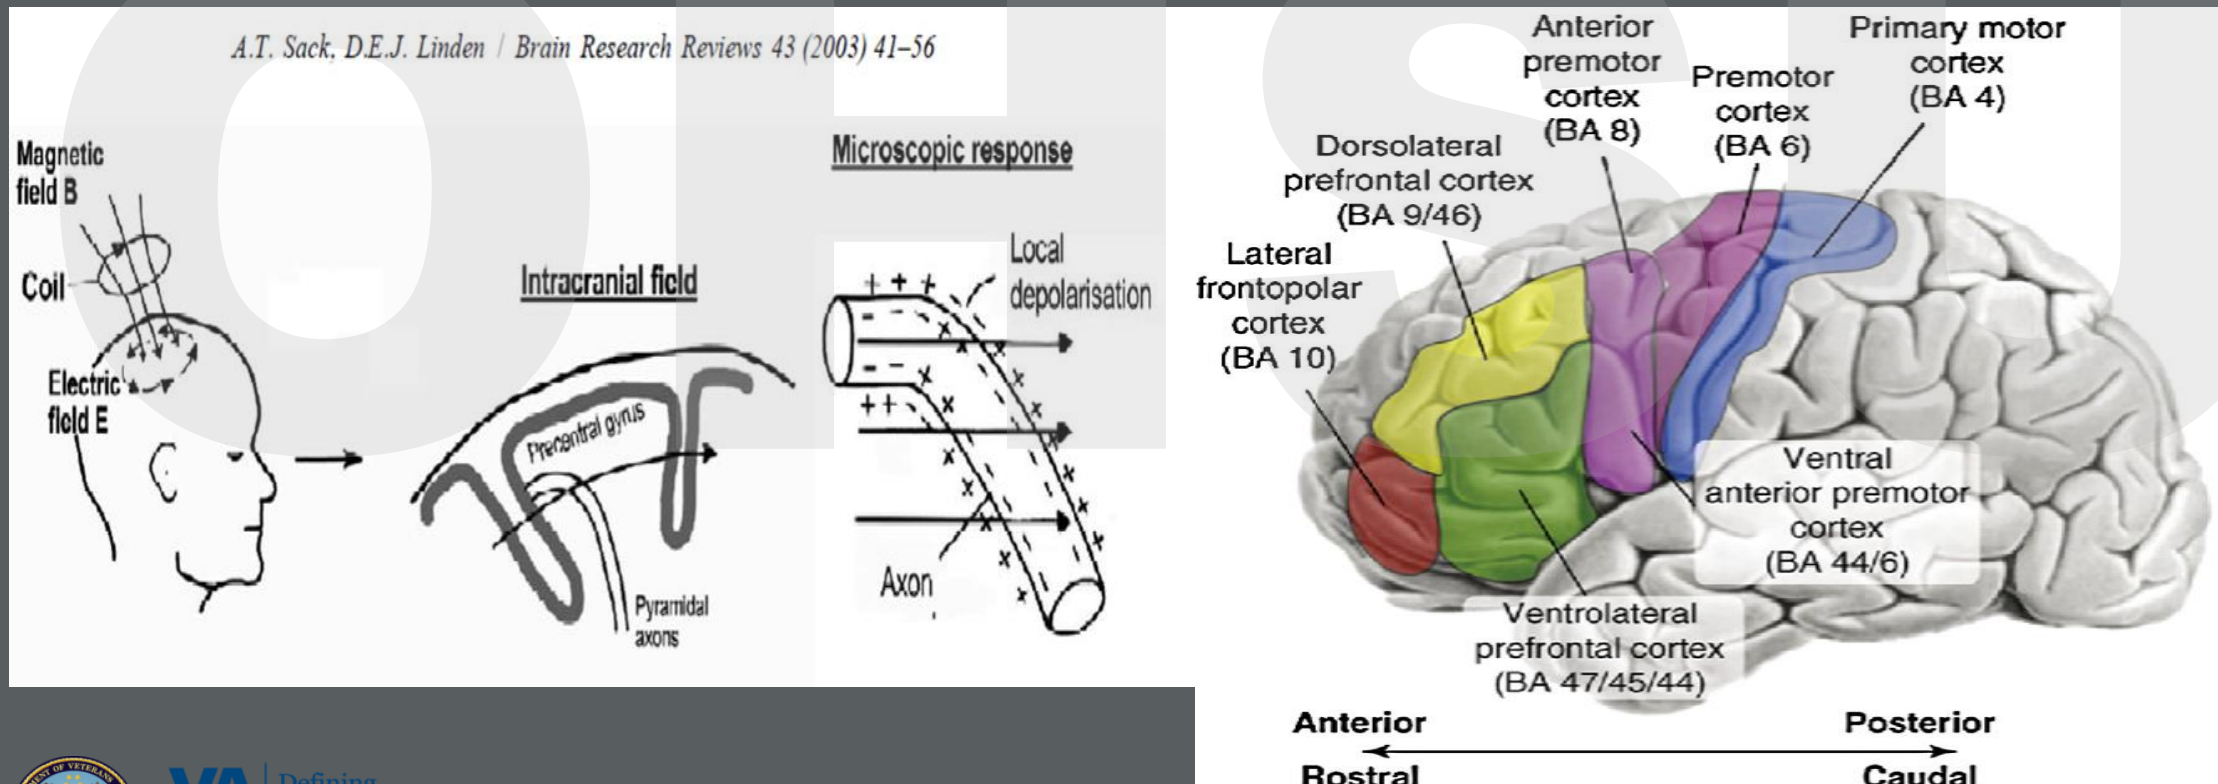 OHSU
A.T. Sack, D.E.J. Linden / Brain Research Reviews 43 (2003) 41–56
Magnetic
field B
Coil
Electric
field E
Intracranial field
Precentral gyrus
Pyramidal
axons
Microscopic response
Local
depolarisation
Axon
Anterior
premotor
cortex
(BA 8)
Primary motor
cortex
(BA 4)
Premotor
cortex
(BA 6)
Dorsolateral
prefrontal cortex
(BA 9/46)
Lateral
frontopolar
cortex
(BA 10)
Ventral
anterior premotor
cortex
(BA 44/6)
Ventrolateral
prefrontal cortex
(BA 47/45/44)
Anterior
Posterior
Rostral
Caudal
VA
Defining